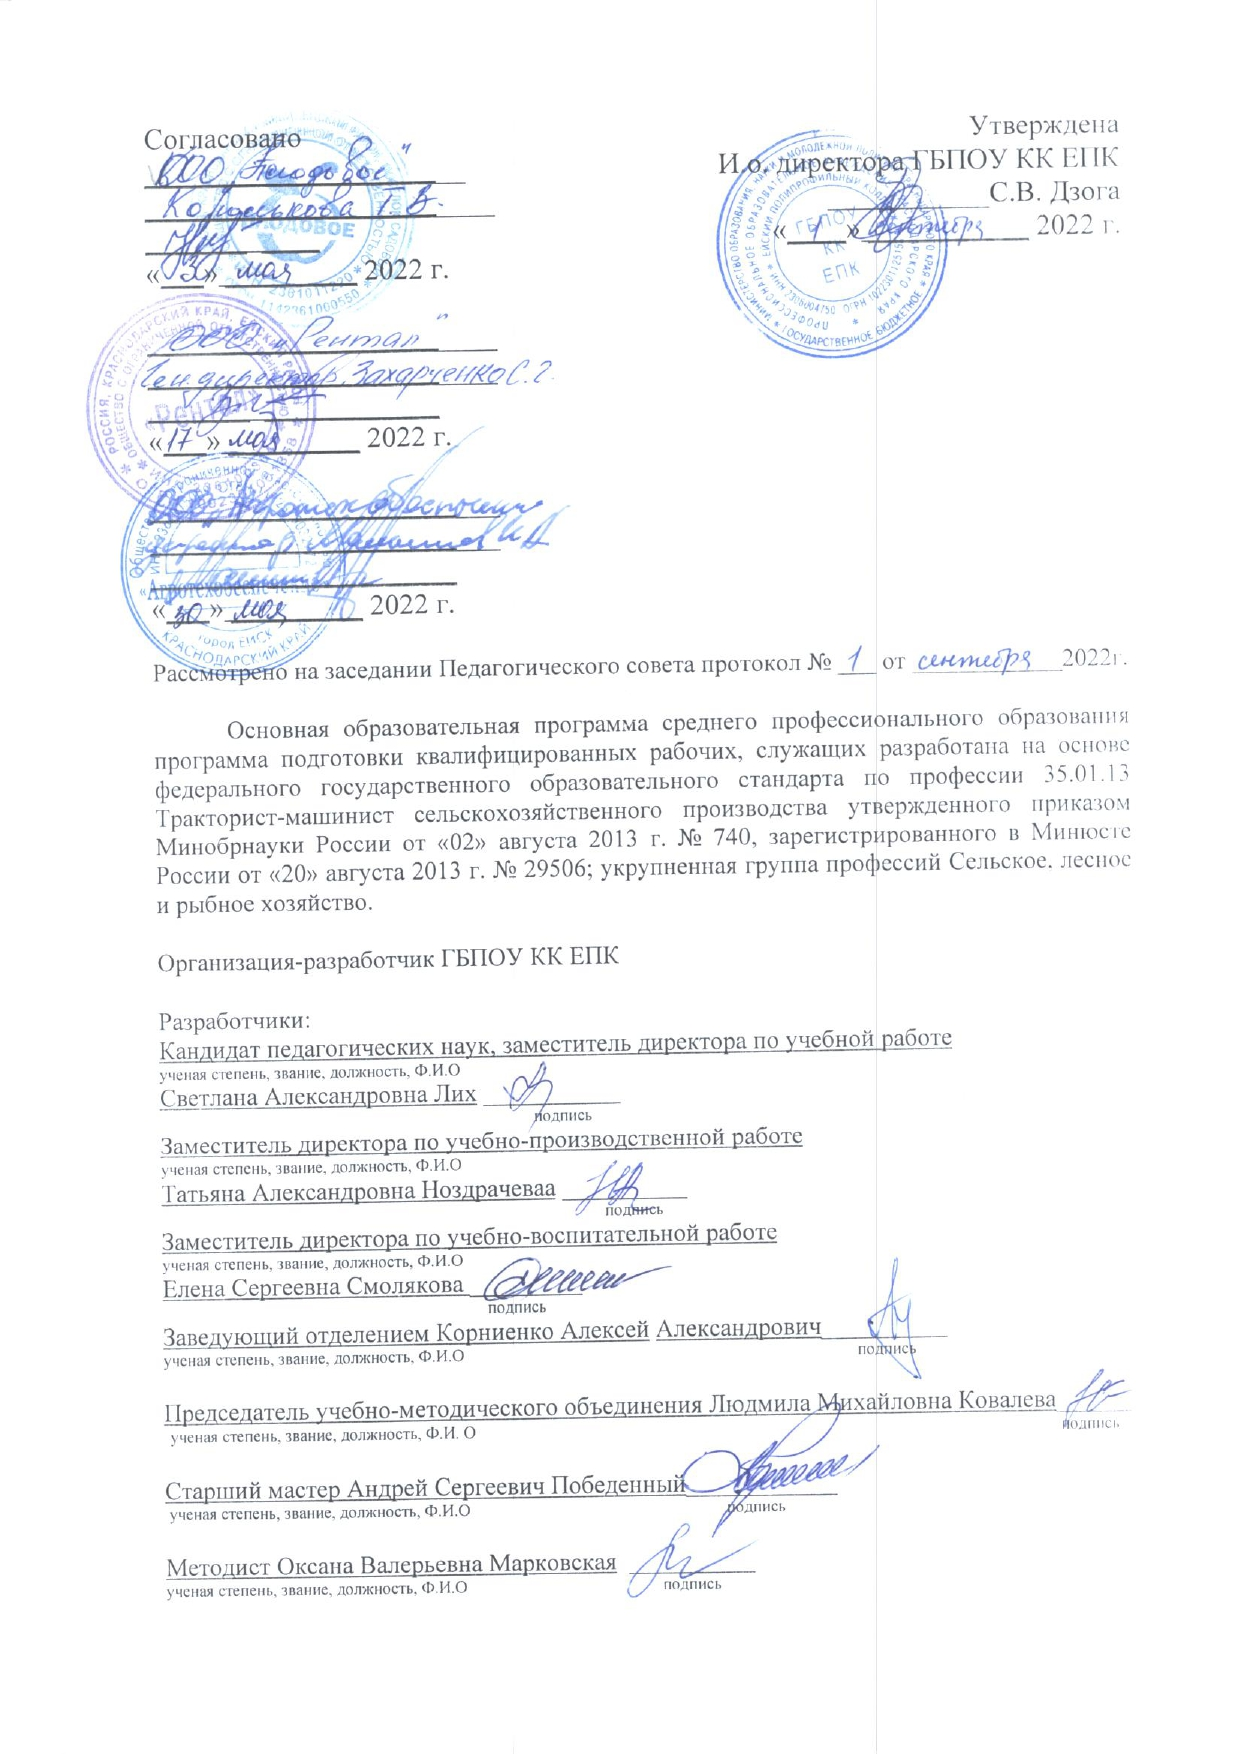 Согласовано
ООО "Плодовое"
«3» мая 2022 г.
ООО "Рентал"
Ген.директор Захарченко С.Г.
«17» мая 2022 г.
ООО Агротехобеспечение
«30» мая 2022 г.
Утверждена
И.о. директора ГБПОУ КК ЕПК
С.В. Дзога
«1» сентября 2022 г.
ГБПОУ
КК
ЕПК
Рассмотрено на заседании Педагогического совета протокол № 1 от сентября 2022г.
Основная образовательная программа среднего профессионального образования
программа подготовки квалифицированных рабочих, служащих разработана на основе
федерального государственного образовательного стандарта по профессии 35.01.13
Тракторист-машинист сельскохозяйственного производства утвержденного приказом
Минобрнауки России от «02» августа 2013 г. № 740, зарегистрированного в Минюсте
России от «20» августа 2013 г. № 29506; укрупненная группа профессий Сельское. лесное
и рыбное хозяйство.
Организация-разработчик ГБПОУ КК ЕПК
Разработчики:
Кандидат педагогических наук, заместитель директора по учебной работе
ученая степень, звание, должность, Ф.И.О
Светлана Александровна Лих
подпись
Заместитель директора по учебно-производственной работе
ученая степень, звание, должность, Ф.И.О
Татьяна Александровна Ноздрачеваа
подпись
Заместитель директора по учебно-воспитательной работе
ученая степень, звание, должность, Ф.И.О
Елена Сергеевна Смолякова
подпись
Заведующий отделением Корниенко Алексей Александрович
подпись
ученая степень, звание, должность, Ф.И.О
Председатель учебно-методического объединения Людмила Михайловна Ковалева
подпись
ученая степень, звание, должность, Ф.И. О
Старший мастер Андрей Сергеевич Победенный
подпись
ученая степень, звание, должность, Ф.И.О
Методист Оксана Валерьевна Марковская
подпись
ученая степень, звание, должность, Ф.И.О